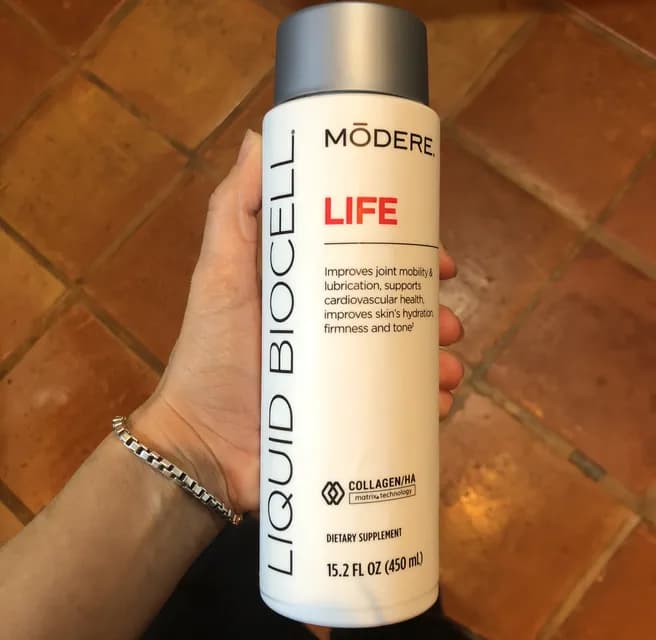 LIQUID BIOCELL®
MŌDERE.
LIFE
Improves joint mobility &
lubrication, supports
cardiovascular health,
improves skin's hydration,
firmness and tone‡
COLLAGEN/HA
matrix technology
DIETARY SUPPLEMENT
15.2 FL OZ (450 mL)